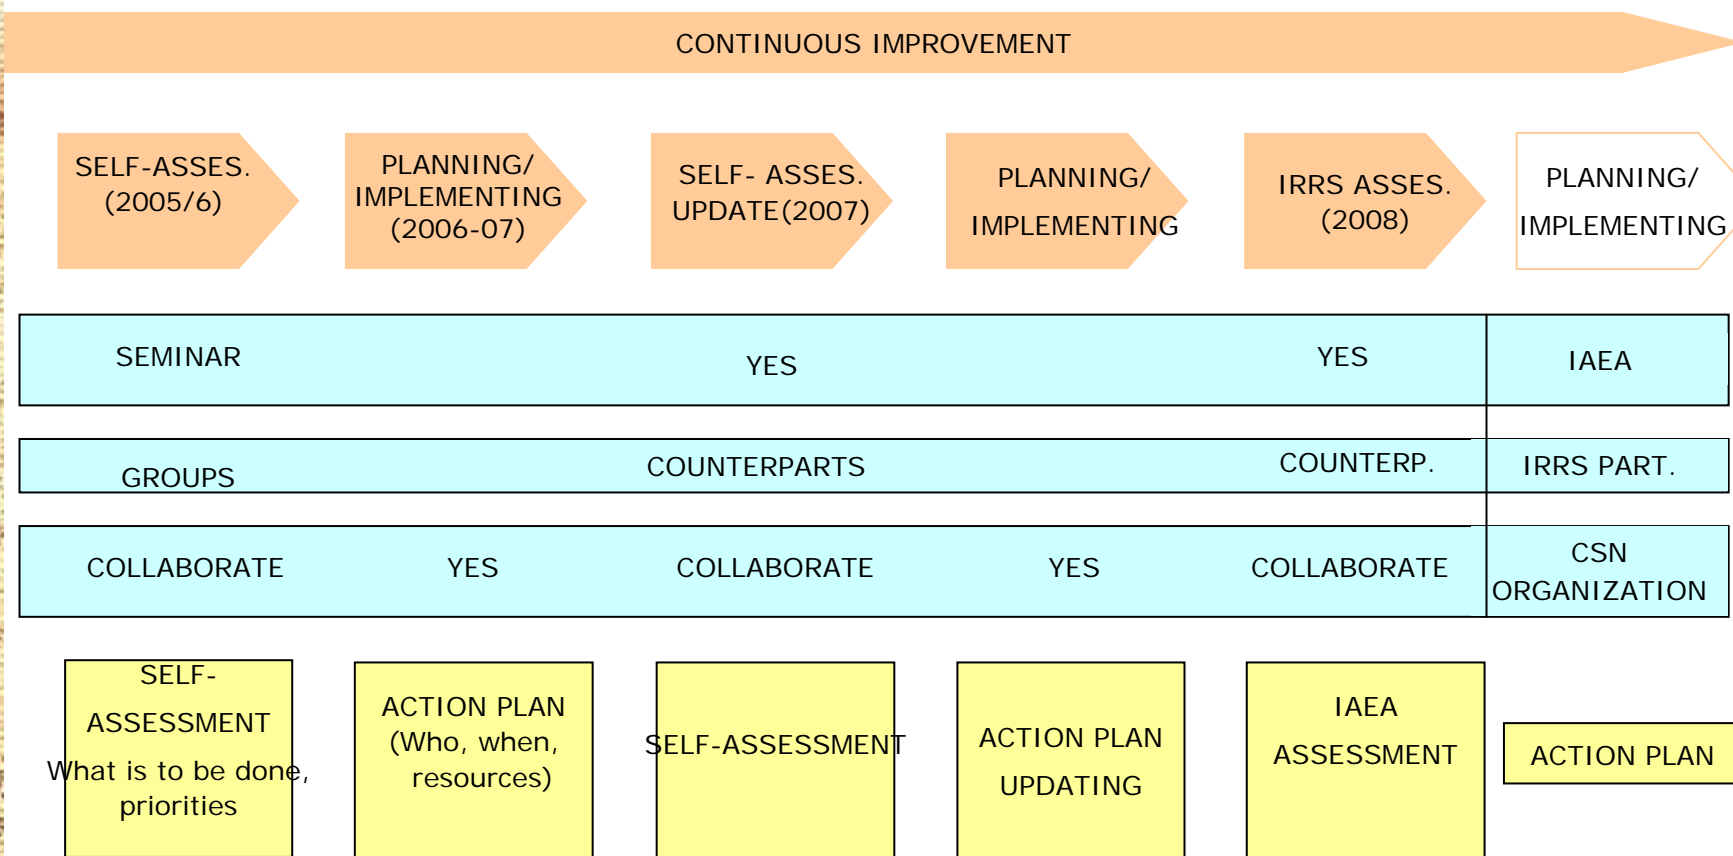 CONTINUOUS IMPROVEMENT
SELF-ASSES.
(2005/6)
PLANNING/
IMPLEMENTING
(2006-07)
SELF- ASSES.
UPDATE(2007)
PLANNING/
IMPLEMENTING
IRRS ASSES.
(2008)
PLANNING/
IMPLEMENTING
SEMINAR
YES
YES
IAEA
GROUPS
COUNTERPARTS
COUNTERP.
IRRS PART.
COLLABORATE
YES
COLLABORATE
YES
COLLABORATE
CSN
ORGANIZATION
SELF-
ASSESSMENT
What is to be done,
priorities
ACTION PLAN
(Who, when,
resources)
SELF-ASSESSMENT
ACTION PLAN
UPDATING
IAEA
ASSESSMENT
ACTION PLAN